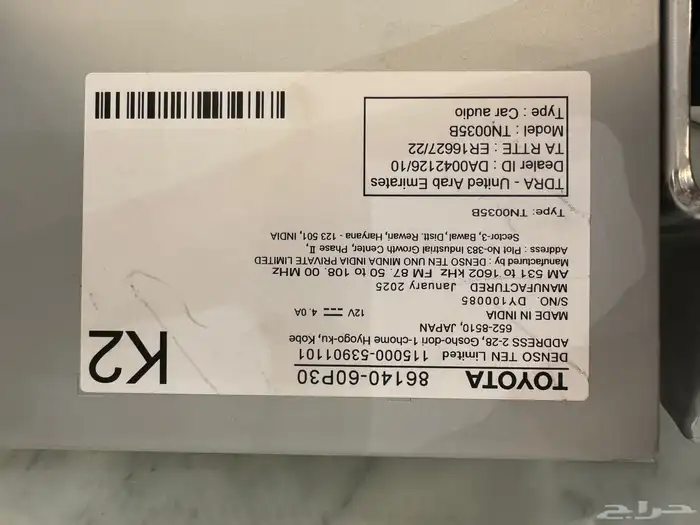 TOYOTA 86140-60P30
DENSO TEN Limited 115000-53901101
ADDRESS 2-28, Gosho-dori 1-chome Hyogo-ku, Kobe
652-8510, JAPAN
K2
MADE IN INDIA 12V 4.0A
S/NO. DY100085
MANUFACTURED January 2025
AM 531 to 1602 kHz FM 87.50 to 108.00 MHz
Manufactured by : DENSO TEN UNO MINDA INDIA PRIVATE LIMITED
Address : Plot No-383 Industrial Growth Center, Phase II,
Sector-3, Bawal, Distt. Rewari, Haryana - 123 501, INDIA
Type: TN0035B
TDRA - United Arab Emirates
Dealer ID : DA0042126/10
TA RTTE : ER16627/22
Model : TN0035B
Type : Car audio
حراج